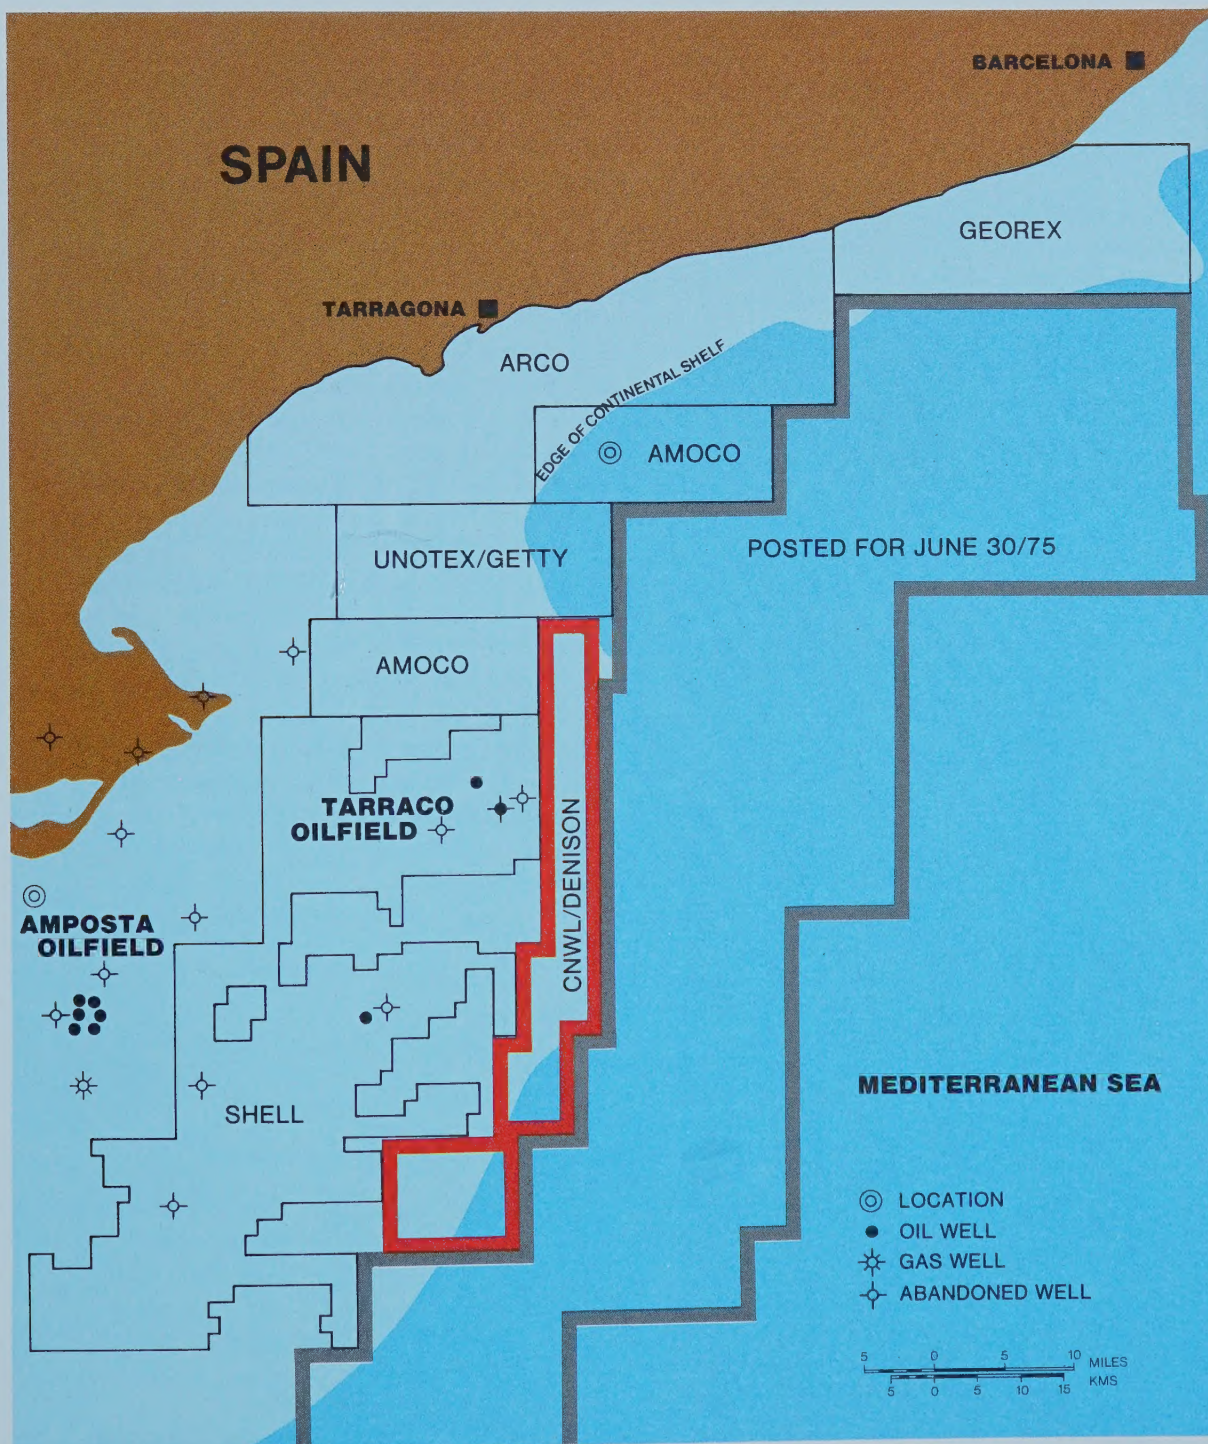 BARCELONA
SPAIN
GEOREX
TARRAGONA
ARCO
EDGE OF CONTINENTAL SHELF
AMOCO
UNOTEX/GETTY
POSTED FOR JUNE 30/75
AMOCO
TARRACO
OILFIELD
CNWL/DENISON
AMPOSTA
OILFIELD
SHELL
MEDITERRANEAN SEA
LOCATION
OIL WELL
GAS WELL
ABANDONED WELL
5 0 5 10 MILES
5 0 5 10 15 KMS